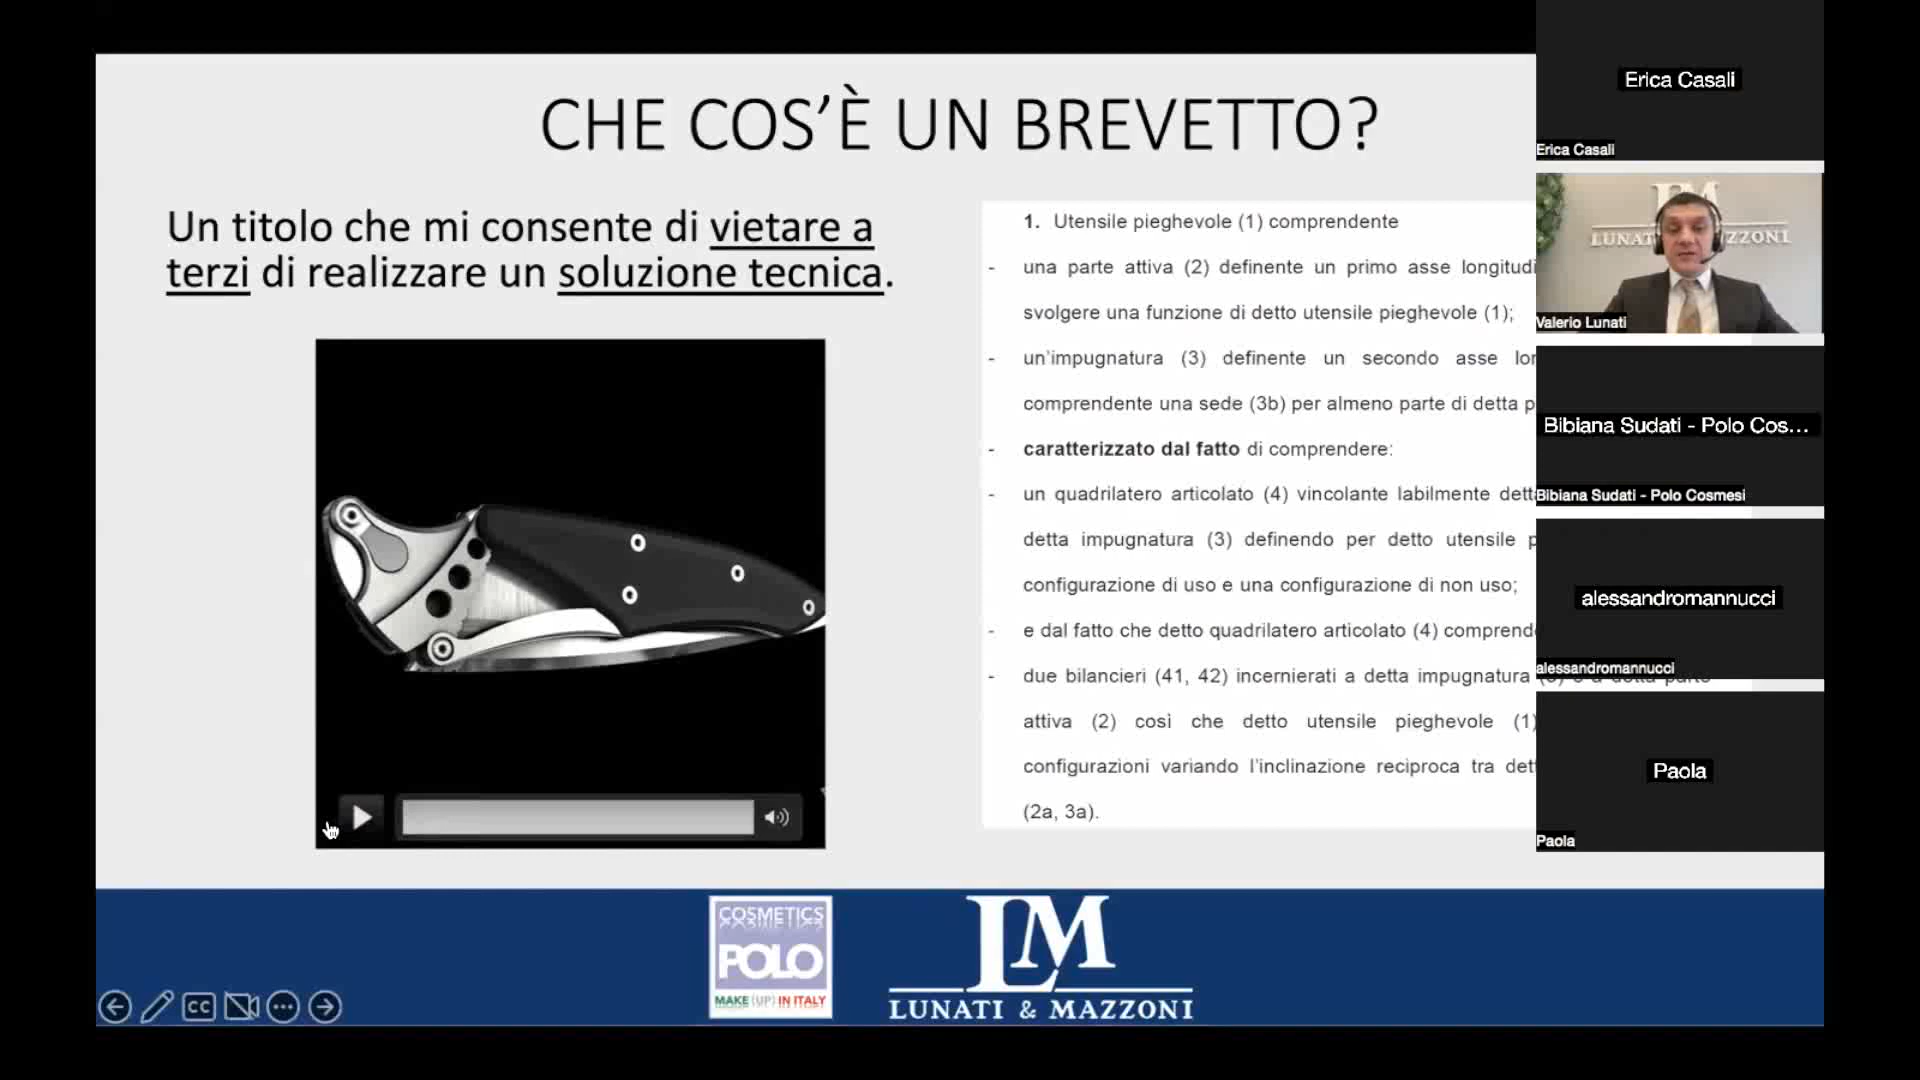 CHE COS'È UN BREVETTO?
Un titolo che mi consente di vietare a
terzi di realizzare un soluzione tecnica.
1. Utensile pieghevole (1) comprendente
- una parte attiva (2) definente un primo asse
svolgere una funzione di detto utensile pieghevole (1);
- un'impugnatura (3) definente un secondo asse
comprendente una sede (3b) per almeno parte di detta
- caratterizzato dal fatto di comprendere:
- un quadrilatero articolato (4) vincolante labilmente
detta impugnatura (3) definendo per detto utensile
configurazione di uso e una configurazione di non uso;
- e dal fatto che detto quadrilatero articolato (4)
- due bilancieri (41, 42) incernierati a detta impugnatura
attiva (2) così che detto utensile pieghevole (1)
configurazioni variando l'inclinazione reciproca tra
(2a, 3a).
Erica Casali
Erica Casali
LM
LUNATI MAZZONI
Valerio Lunati
Bibiana Sudati - Polo Cos...
Bibiana Sudati - Polo Cosmesi
alessandromannucci
alessandromannucci
Paola
Paola
COSMETICS
POLO
MAKE (UP) IN ITALY
LM
LUNATI & MAZZONI
CC